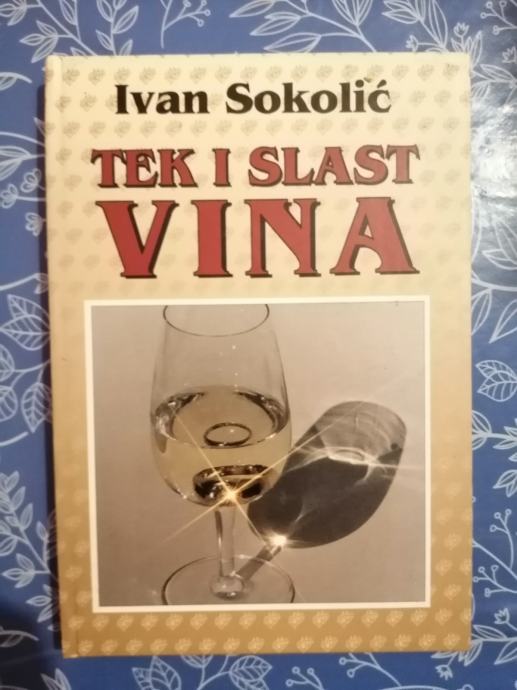 Ivan Sokolić
TEK I SLAST
VINA